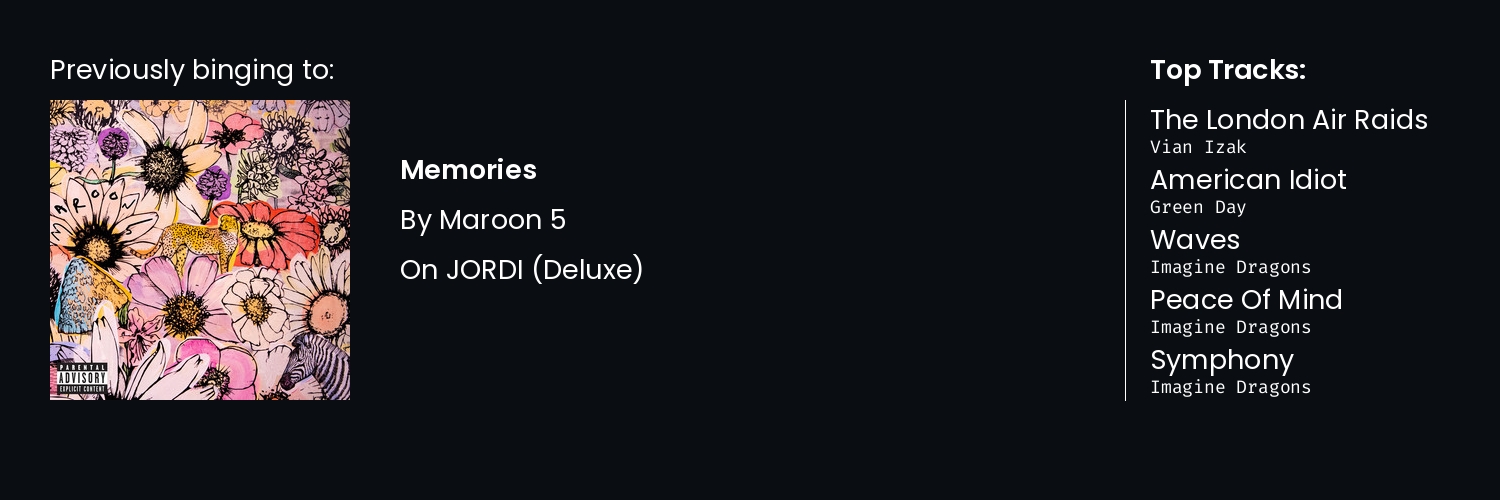 Previously binging to:
MAROON 5
PARENTAL
ADVISORY
EXPLICIT CONTENT
Memories
By Maroon 5
On JORDI (Deluxe)
Top Tracks:
The London Air Raids
Vian Izak
American Idiot
Green Day
Waves
Imagine Dragons
Peace Of Mind
Imagine Dragons
Symphony
Imagine Dragons